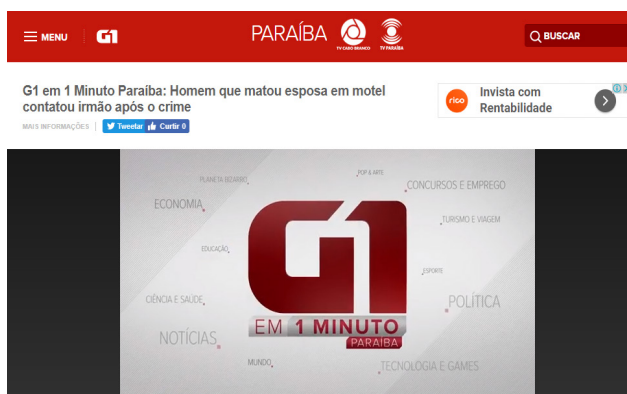 MENU
G1
PARAÍBA
TV CABO BRANCO
TV PARAÍBA
BUSCAR
G1 em 1 Minuto Paraíba: Homem que matou esposa em motel
contatou irmão após o crime
MAIS INFORMAÇÕES
Tweetar
Curtir 0
rico
Invista com
Rentabilidade
PLANETA BIZARRO
POP & ARTE
CONCURSOS E EMPREGO
ECONOMIA
TURISMO E VIAGEM
EDUCAÇÃO
G1
ESPORTE
CIÊNCIA E SAÚDE
POLÍTICA
EM 1 MINUTO
NOTÍCIAS
PARAÍBA
MUNDO
TECNOLOGIA E GAMES